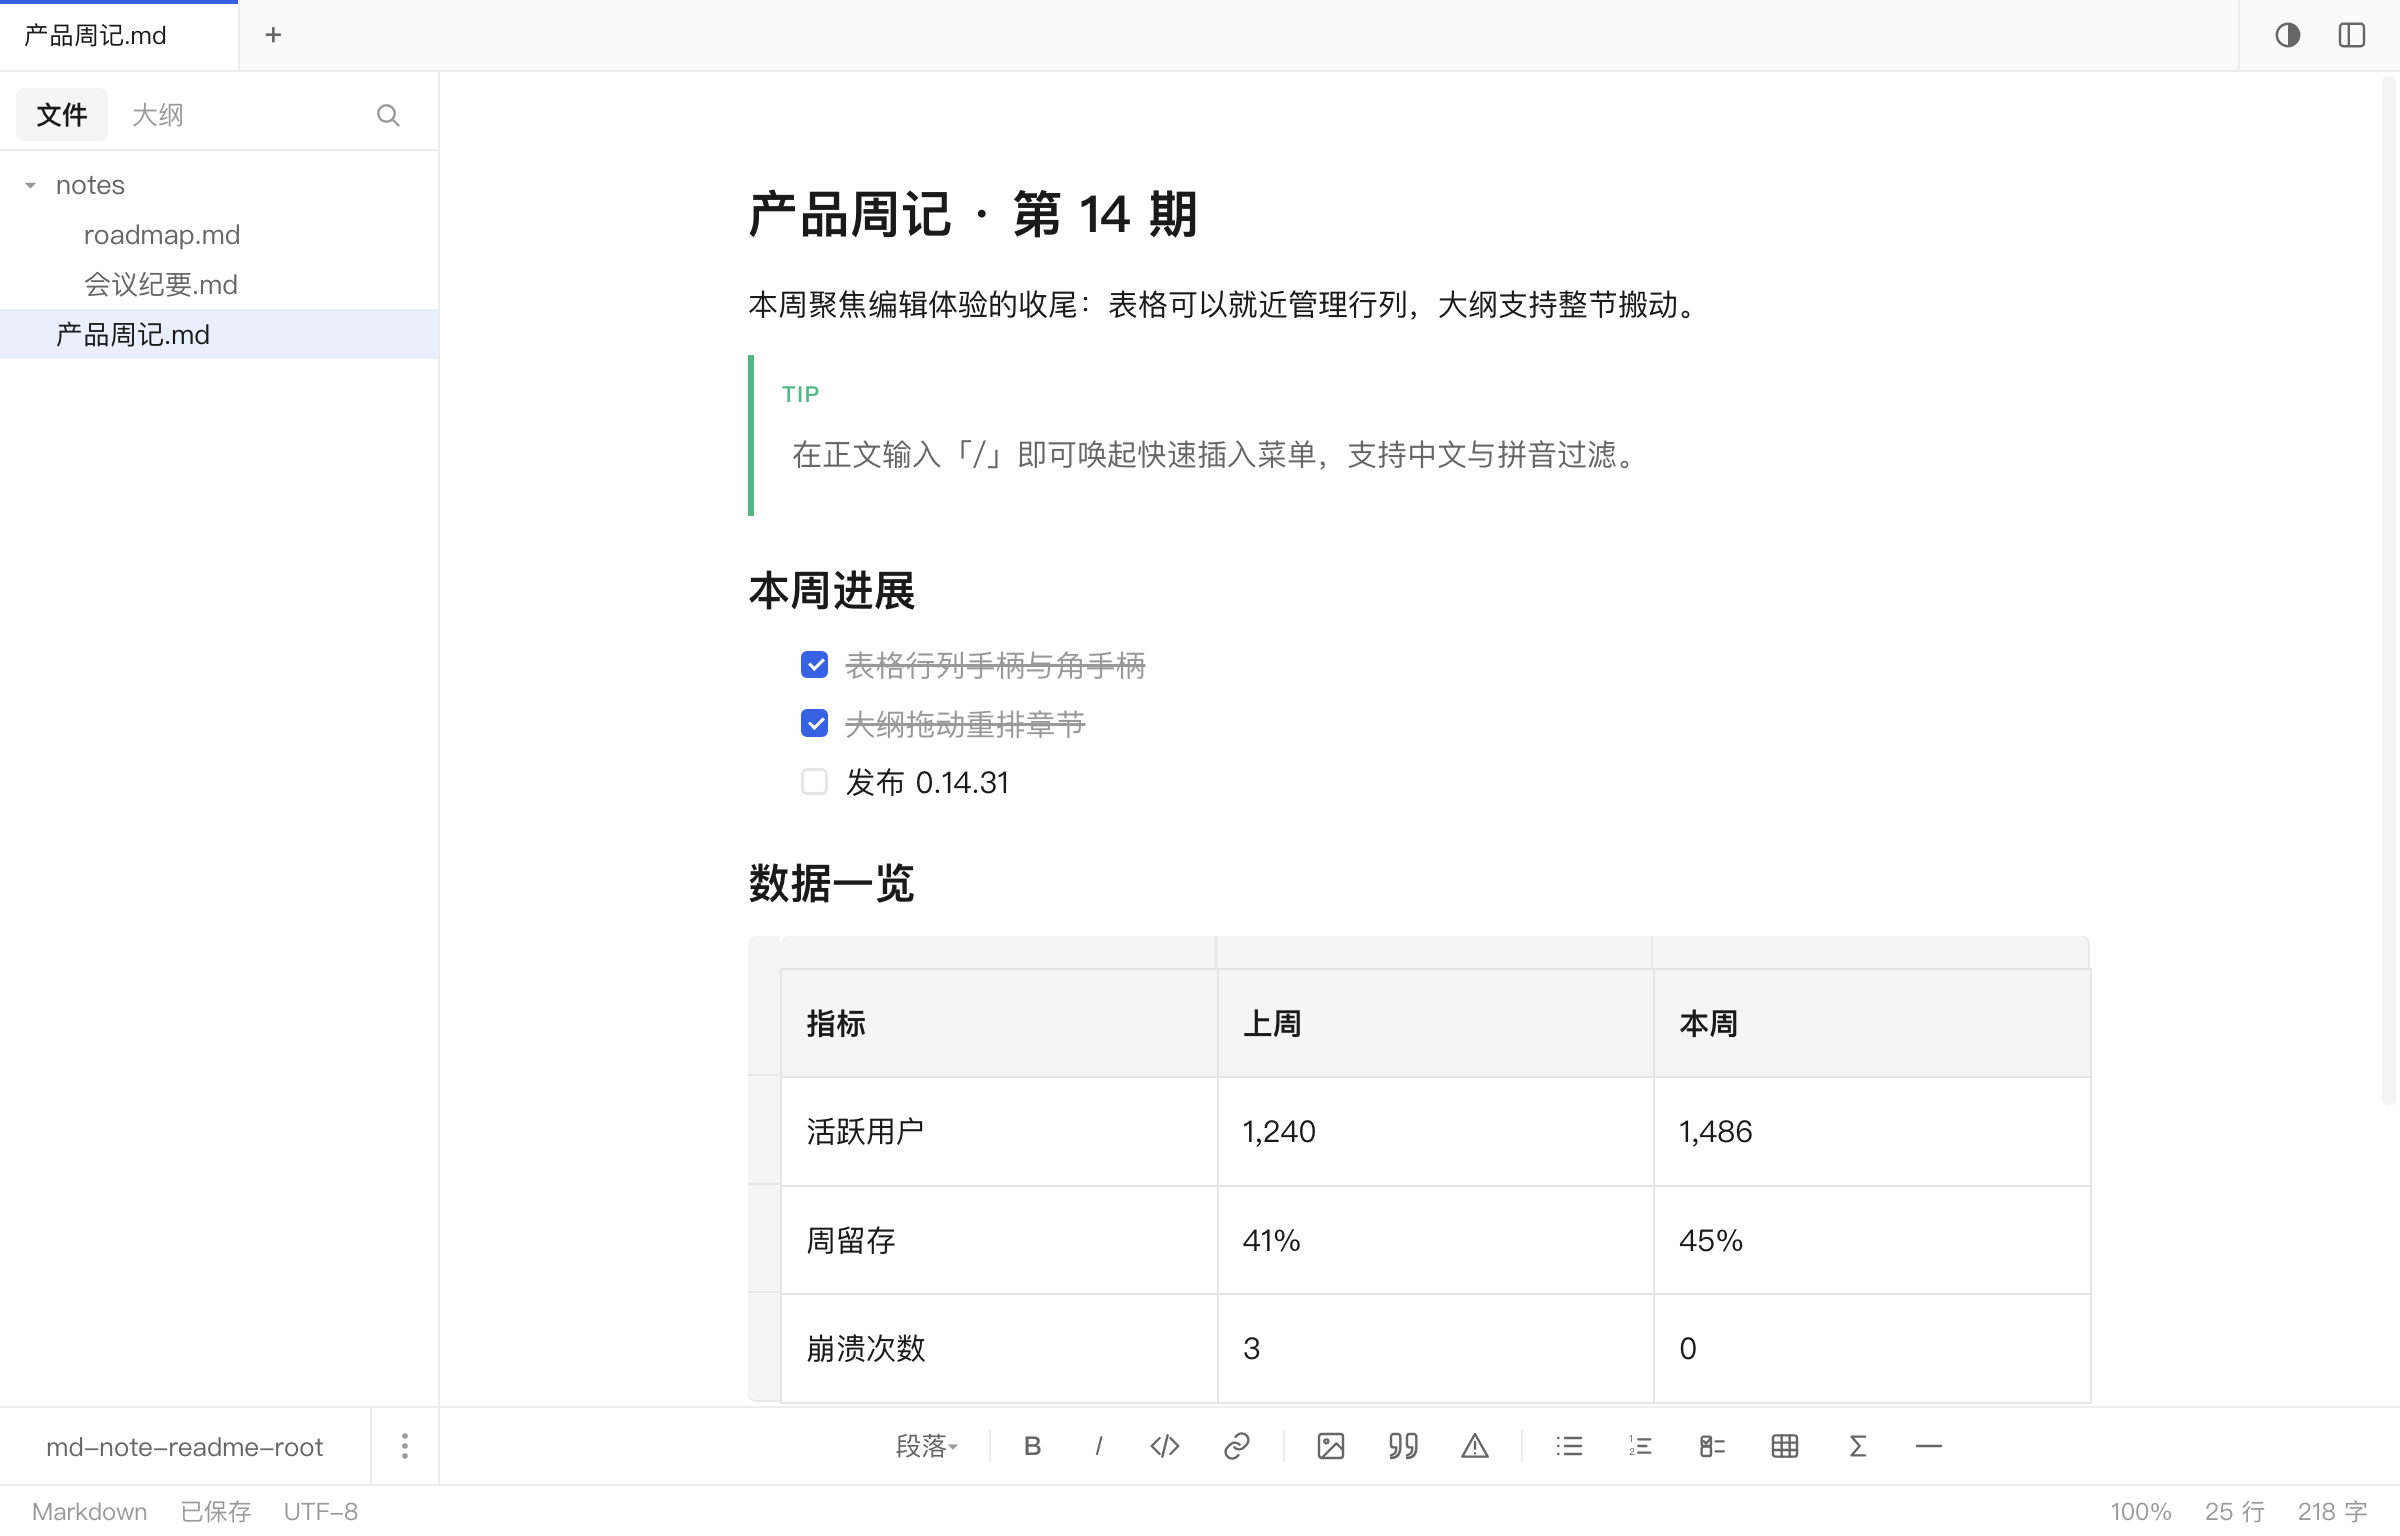 产品周记.md
文件 大纲
notes
roadmap.md
会议纪要.md
产品周记.md
产品周记 · 第 14 期
本周聚焦编辑体验的收尾：表格可以就近管理行列，大纲支持整节搬动。
TIP
在正文输入「/」即可唤起快速插入菜单，支持中文与拼音过滤。
本周进展
表格行列手柄与角手柄
大纲拖动重排章节
发布 0.14.31
数据一览
指标 上周 本周
活跃用户 1,240 1,486
周留存 41% 45%
崩溃次数 3 0
md-note-readme-root
段落 B I
Markdown 已保存 UTF-8 100% 25 行 218 字